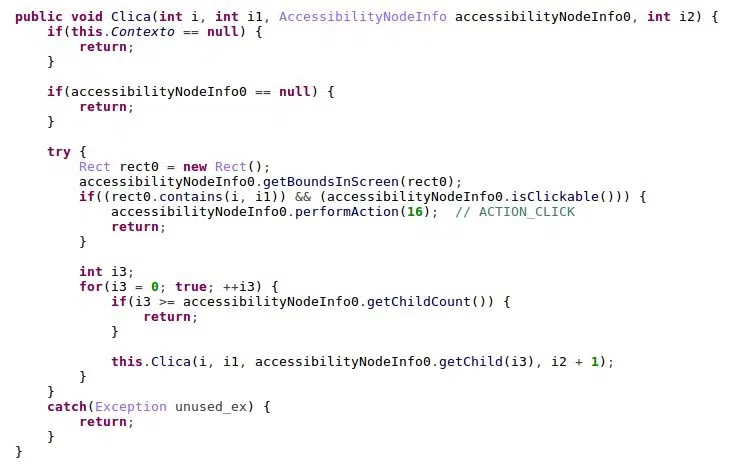 public void Clica(int i, int i1, AccessibilityNodeInfo accessibilityNodeInfo0, int i2) {
    if(this.Contexto == null) {
        return;
    }

    if(accessibilityNodeInfo0 == null) {
        return;
    }

    try {
        Rect rect0 = new Rect();
        accessibilityNodeInfo0.getBoundsInScreen(rect0);
        if((rect0.contains(i, i1)) && (accessibilityNodeInfo0.isClickable())) {
            accessibilityNodeInfo0.performAction(16);  // ACTION_CLICK
            return;
        }

        int i3;
        for(i3 = 0; true; ++i3) {
            if(i3 >= accessibilityNodeInfo0.getChildCount()) {
                return;
            }

            this.Clica(i, i1, accessibilityNodeInfo0.getChild(i3), i2 + 1);
        }
    }
    catch(Exception unused_ex) {
        return;
    }
}